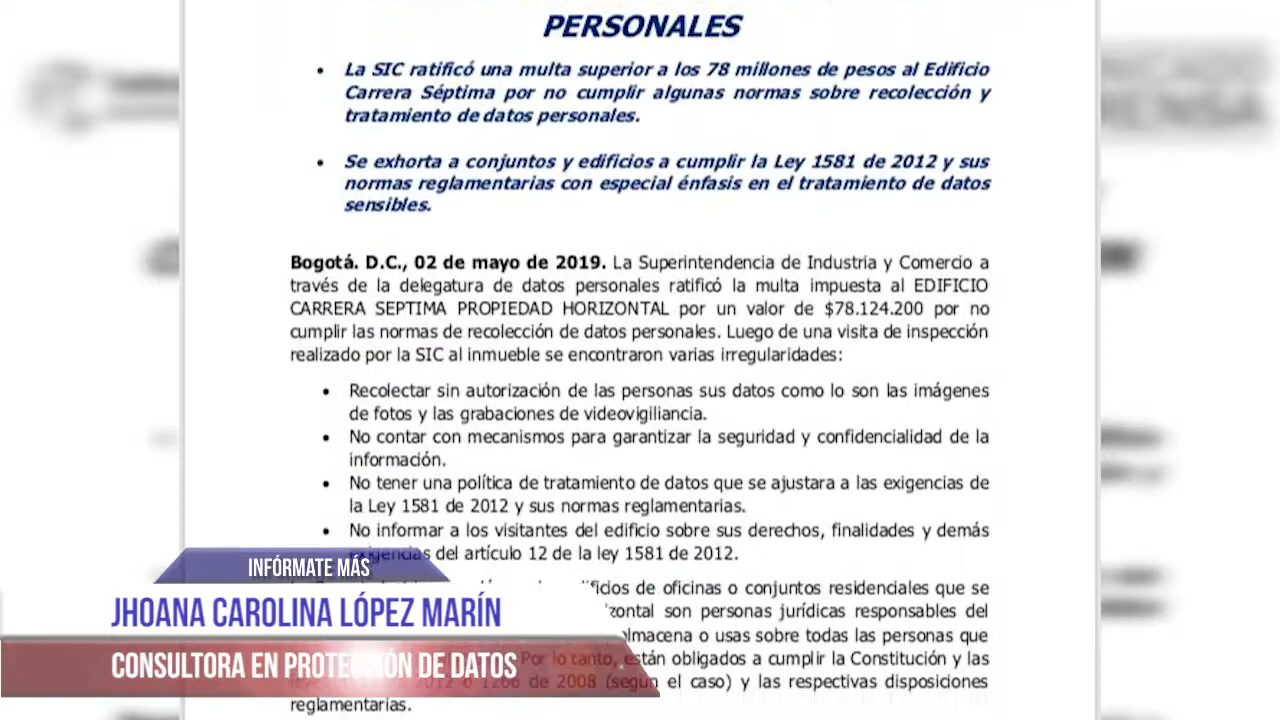 PERSONALES
• La SIC ratificó una multa superior a los 78 millones de pesos al Edificio
Carrera Séptima por no cumplir algunas normas sobre recolección y
tratamiento de datos personales.
• Se exhorta a conjuntos y edificios a cumplir la Ley 1581 de 2012 y sus
normas reglamentarias con especial énfasis en el tratamiento de datos
sensibles.
Bogotá. D.C., 02 de mayo de 2019. La Superintendencia de Industria y Comercio a
través de la delegatura de datos personales ratificó la multa impuesta al EDIFICIO
CARRERA SEPTIMA PROPIEDAD HORIZONTAL por un valor de $78.124.200 por no
cumplir las normas de recolección de datos personales. Luego de una visita de inspección
realizado por la SIC al inmueble se encontraron varias irregularidades:
• Recolectar sin autorización de las personas sus datos como lo son las imágenes
de fotos y las grabaciones de videovigiliancia.
• No contar con mecanismos para garantizar la seguridad y confidencialidad de la
información.
• No tener una política de tratamiento de datos que se ajustara a las exigencias de
la Ley 1581 de 2012 y sus normas reglamentarias.
• No informar a los visitantes del edificio sobre sus derechos, finalidades y demás
exigencias del artículo 12 de la ley 1581 de 2012.
de oficinas o conjuntos residenciales que se
son personas jurídicas responsables del
o usas sobre todas las personas que
Por lo tanto, están obligados a cumplir la Constitución y las
2012 o 1266 de 2008 (según el caso) y las respectivas disposiciones
reglamentarias.
INFÓRMATE MÁS
JHOANA CAROLINA LÓPEZ MARÍN
CONSULTORA EN PROTECCIÓN DE DATOS